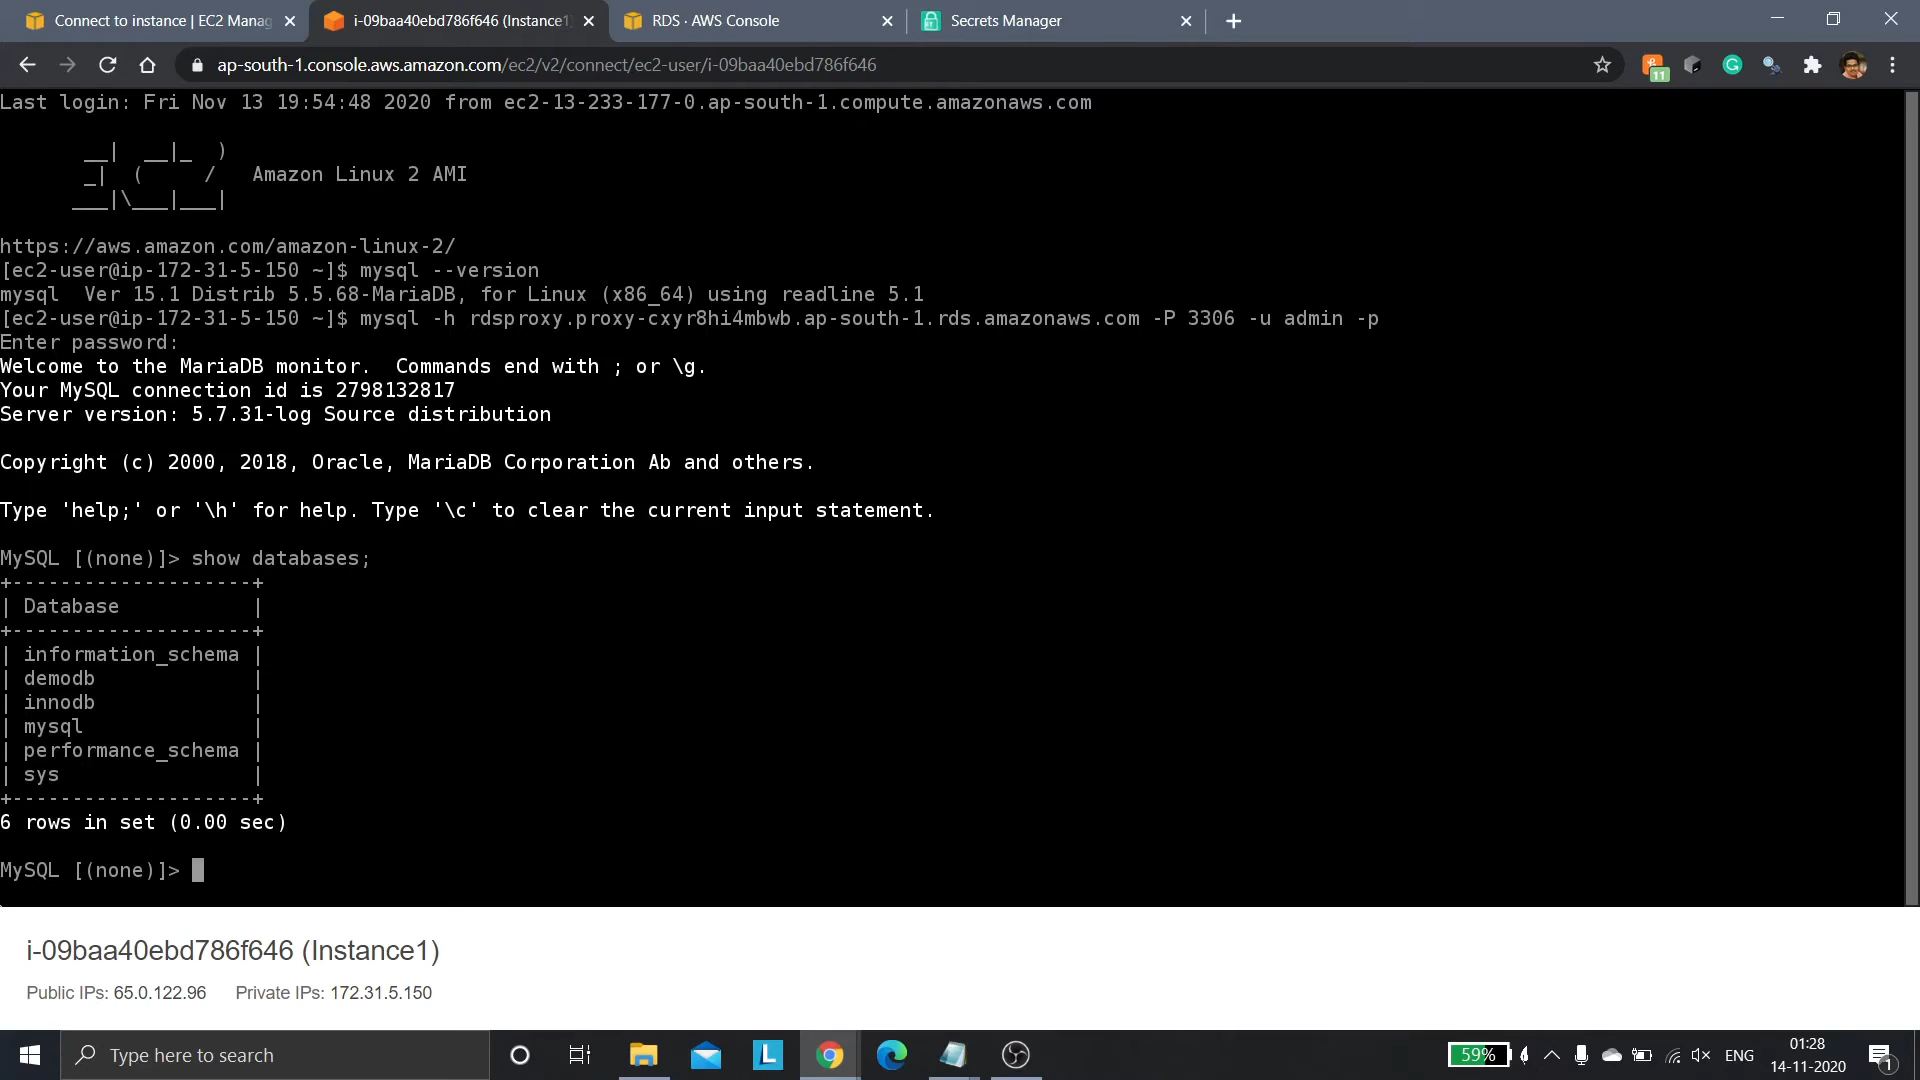 Connect to instance | EC2 Manag
i-09baa40ebd786f646 (Instance1)
RDS · AWS Console
Secrets Manager
ap-south-1.console.aws.amazon.com/ec2/v2/connect/ec2-user/i-09baa40ebd786f646
11
Last login: Fri Nov 13 19:54:48 2020 from ec2-13-233-177-0.ap-south-1.compute.amazonaws.com
__|  __|_  )
_|  (     /   Amazon Linux 2 AMI
___|\___|___|
https://aws.amazon.com/amazon-linux-2/
[ec2-user@ip-172-31-5-150 ~]$ mysql --version
mysql  Ver 15.1 Distrib 5.5.68-MariaDB, for Linux (x86_64) using readline 5.1
[ec2-user@ip-172-31-5-150 ~]$ mysql -h rdsproxy.proxy-cxyr8hi4mbwb.ap-south-1.rds.amazonaws.com -P 3306 -u admin -p
Enter password:
Welcome to the MariaDB monitor.  Commands end with ; or \g.
Your MySQL connection id is 2798132817
Server version: 5.7.31-log Source distribution
Copyright (c) 2000, 2018, Oracle, MariaDB Corporation Ab and others.
Type 'help;' or '\h' for help. Type '\c' to clear the current input statement.
MySQL [(none)]> show databases;
+--------------------+
| Database           |
+--------------------+
| information_schema |
| demodb             |
| innodb             |
| mysql              |
| performance_schema |
| sys                |
+--------------------+
6 rows in set (0.00 sec)
MySQL [(none)]>
i-09baa40ebd786f646 (Instance1)
Public IPs: 65.0.122.96 Private IPs: 172.31.5.150
Type here to search
L
59%
ENG
01:28
14-11-2020
1